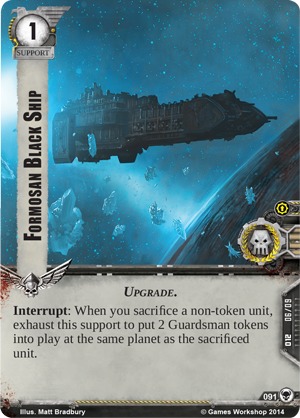 1
SUPPORT
FORMOSAN BLACK SHIP
UPGRADE.
Interrupt: When you sacrifice a non-token unit,
exhaust this support to put 2 Guardsman tokens
into play at the same planet as the sacrificed
unit.
Illus. Matt Bradbury
© Games Workshop 2014
091